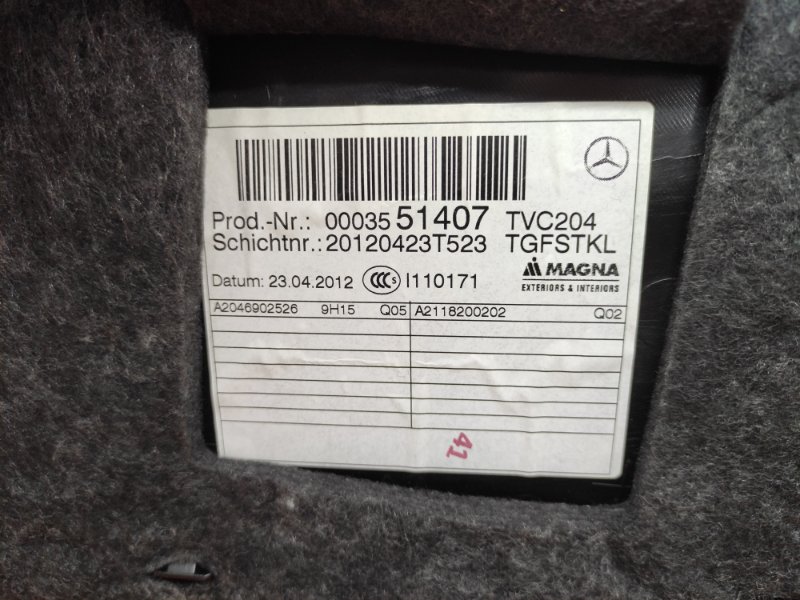 Prod.-Nr.: 00035 51407 TVC204
Schichtnr.: 20120423T523 TGFSTKL
Datum: 23.04.2012 CCC S I110171 MAGNA
EXTERIORS & INTERIORS
A2046902526 9H15 Q05 A2118200202 Q02
41